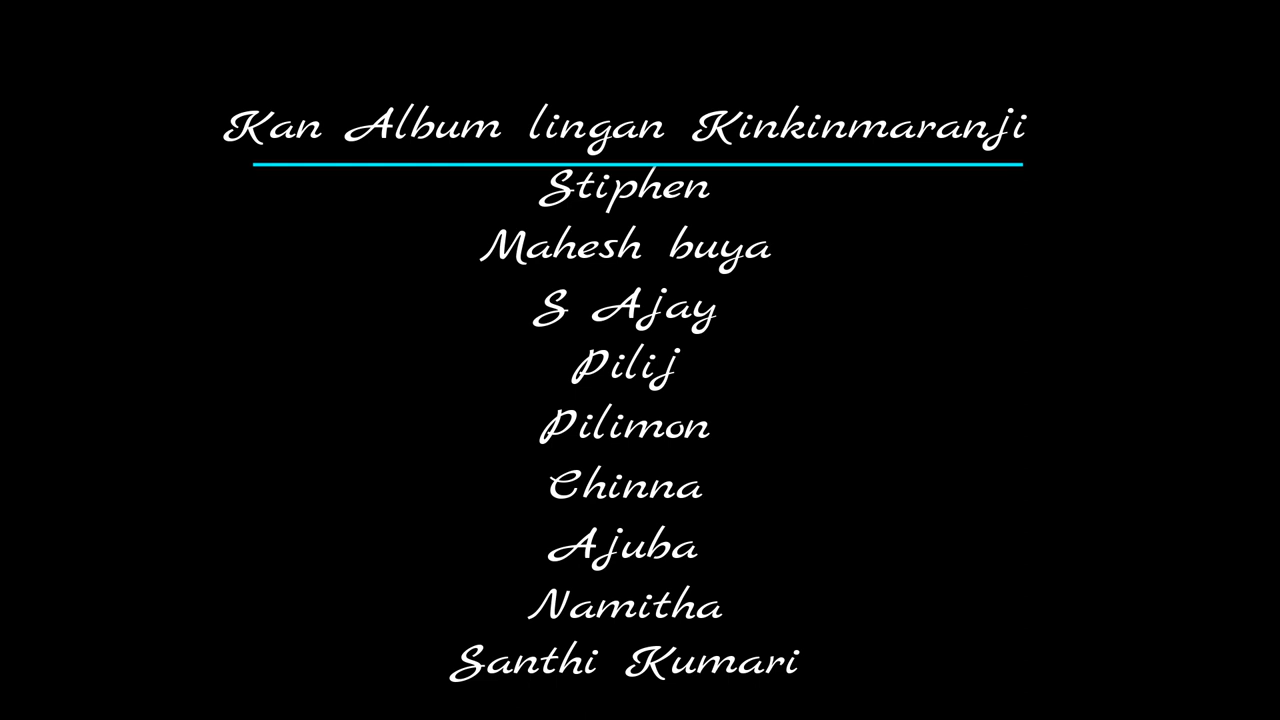 Kan Album lingan Kinkinmaranji
Stiphen
Mahesh buya
S Ajay
Pilij
Pilimon
Chinna
Ajuba
Namitha
Santhi Kumari